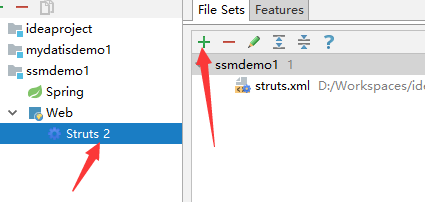 File Sets Features
ideaproject
mydatisdemo1
ssmdemo1
Spring
Web
Struts 2
ssmdemo1 1
struts.xml D:/Workspaces/ide